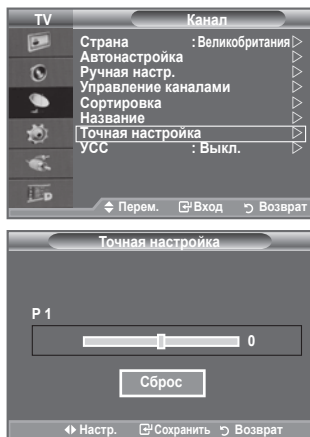 TV Канал
Страна : Великобритания
Автонастройка
Ручная настр.
Управление каналами
Сортировка
Название
Точная настройка
УСС : Выкл.
Перем. Вход Возврат
Точная настройка
P 1
0
Сброс
Настр. Сохранить Возврат